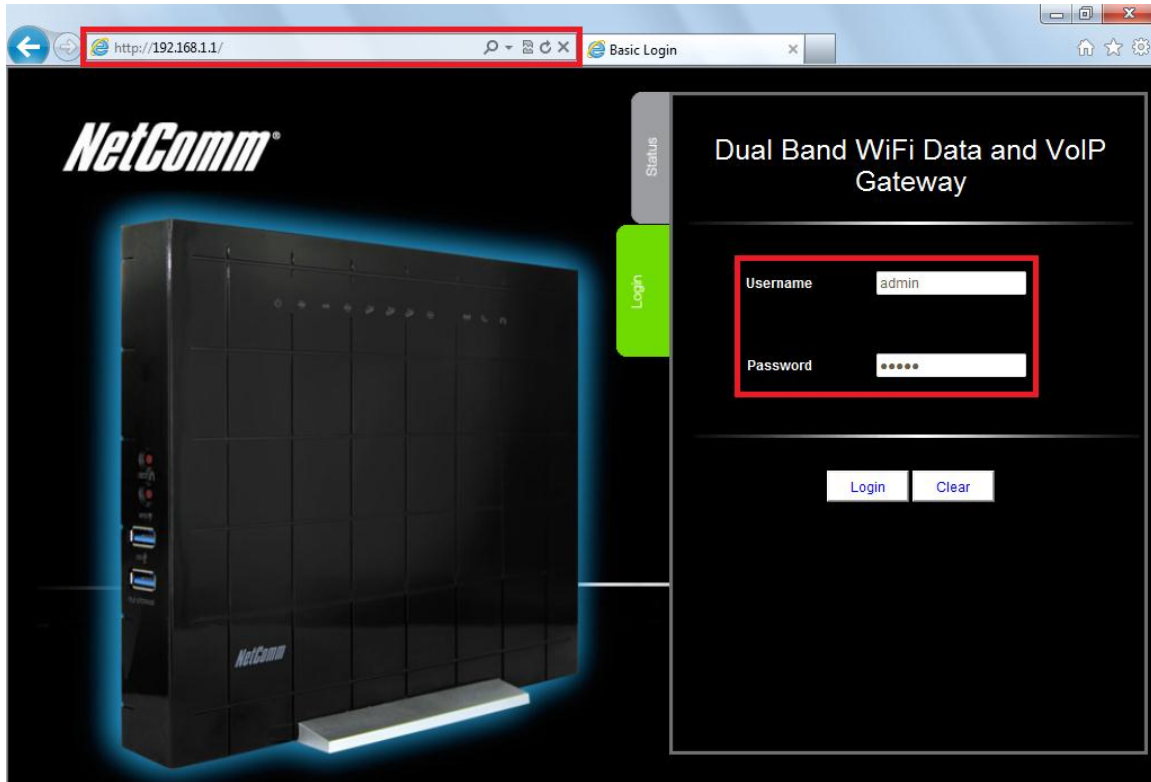 http://192.168.1.1/
Basic Login
NetComm®
Status
Login
Dual Band WiFi Data and VoIP
Gateway
Username
admin
Password
•••••
Login
Clear
NetComm